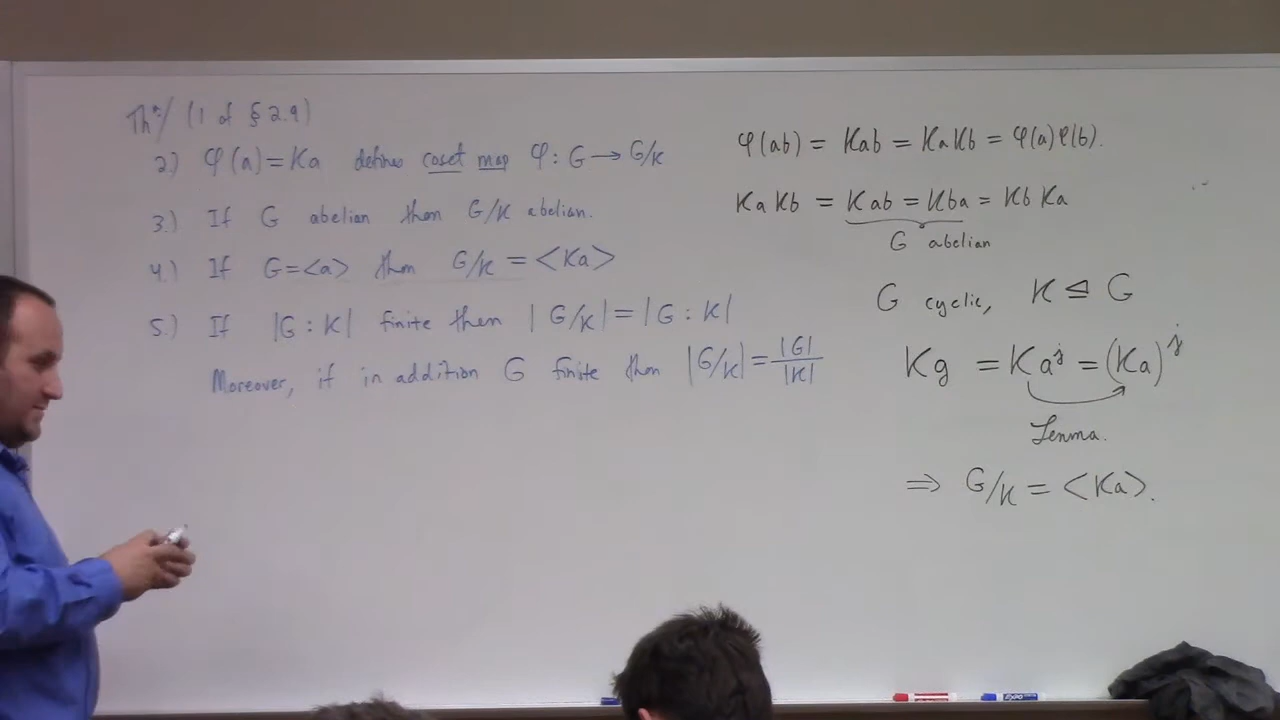 Thm/ (1 of § 2.9)
2.) φ(a) = Ka defines coset map φ : G → G/K
3.) If G abelian then G/K abelian.
4.) If G=<a> then G/K = <Ka>
5.) If |G : K| finite then |G/K| = |G : K|
Moreover, if in addition G finite then |G/K| = |G|/|K|
φ(ab) = Kab = KaKb = φ(a)φ(b).
KaKb = Kab = Kba = KbKa
G abelian
G cyclic, K ⊴ G
Kg = Ka^j = (Ka)^j
Lemma.
⇒ G/K = <Ka>.
EXPO